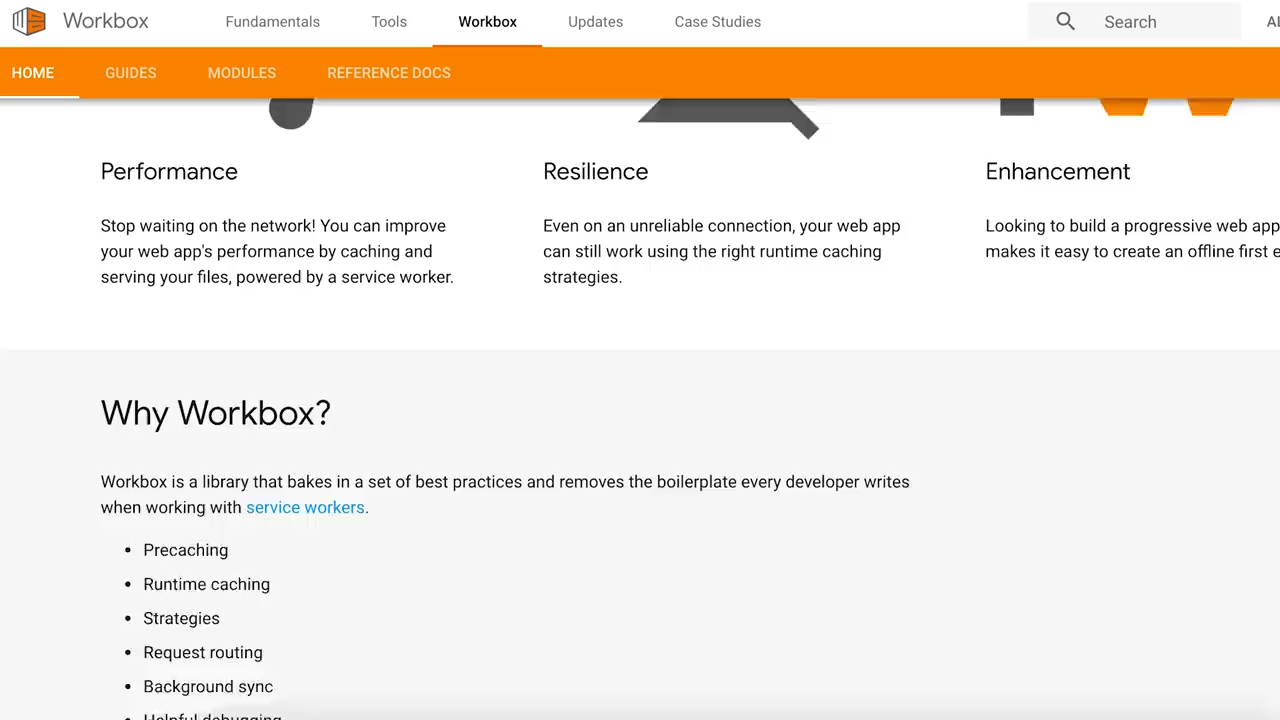 Workbox
Fundamentals
Tools
Workbox
Updates
Case Studies
Search
HOME
GUIDES
MODULES
REFERENCE DOCS
Performance
Stop waiting on the network! You can improve
your web app's performance by caching and
serving your files, powered by a service worker.
Resilience
Even on an unreliable connection, your web app
can still work using the right runtime caching
strategies.
Enhancement
Looking to build a progressive web app
makes it easy to create an offline first
Why Workbox?
Workbox is a library that bakes in a set of best practices and removes the boilerplate every developer writes
when working with service workers.
• Precaching
• Runtime caching
• Strategies
• Request routing
• Background sync
• Helpful debugging